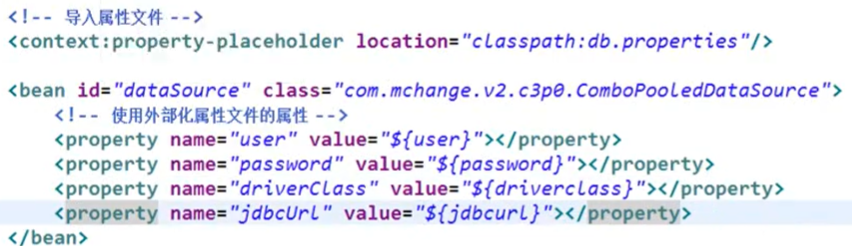 <!-- 导入属性文件 -->
<context:property-placeholder location="classpath:db.properties"/>
<bean id="dataSource" class="com.mchange.v2.c3p0.ComboPooledDataSource">
<!-- 使用外部化属性文件的属性 -->
<property name="user" value="${user}"></property>
<property name="password" value="${password}"></property>
<property name="driverClass" value="${driverclass}"></property>
<property name="jdbcUrl" value="${jdbcurl}"></property>
</bean>